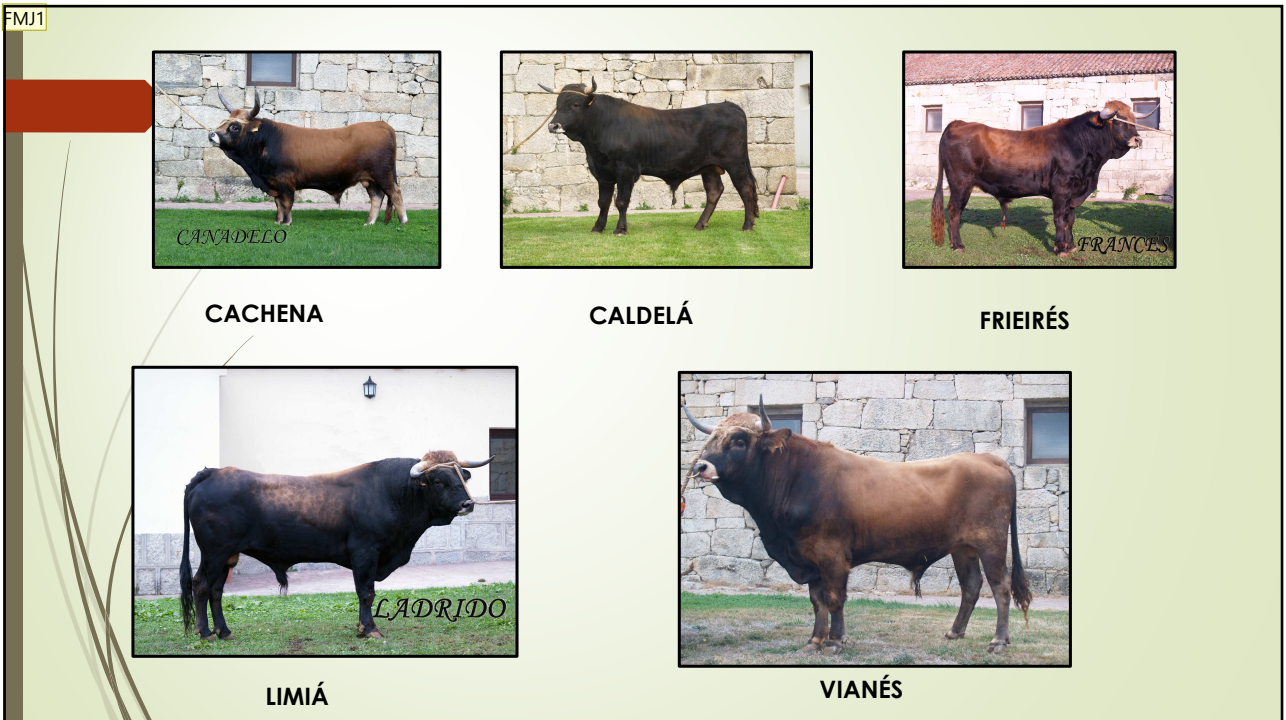 FMJ1
CANADELO
FRANCÉS
CACHENA
CALDELÁ
FRIEIRÉS
LADRIDO
LIMIÁ
VIANÉS